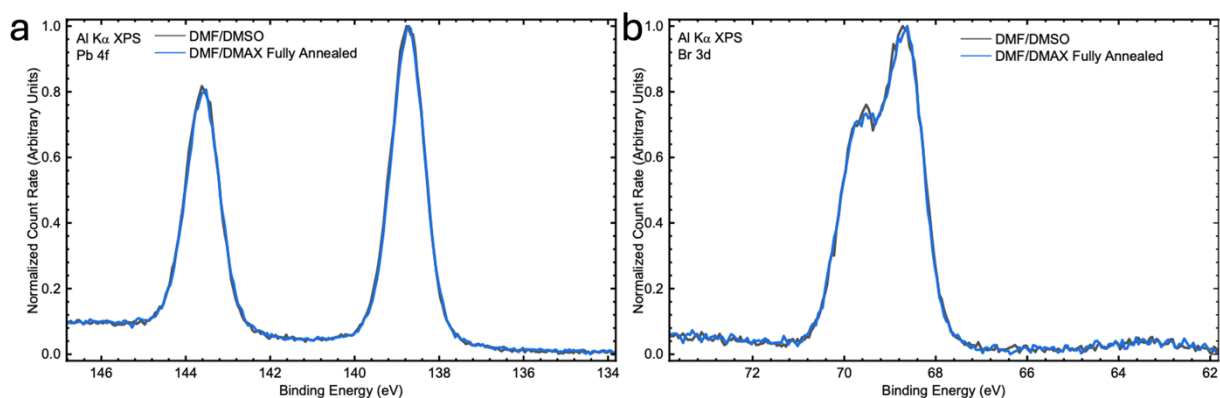 a
Al Kα XPS
Pb 4f
DMF/DMSO
DMF/DMAX Fully Annealed
Normalized Count Rate (Arbitrary Units)
1.0
0.8
0.6
0.4
0.2
0.0
146 144 142 140 138 136 134
Binding Energy (eV)
b
Al Kα XPS
Br 3d
DMF/DMSO
DMF/DMAX Fully Annealed
Normalized Count Rate (Arbitrary Units)
1.0
0.8
0.6
0.4
0.2
0.0
72 70 68 66 64 62
Binding Energy (eV)